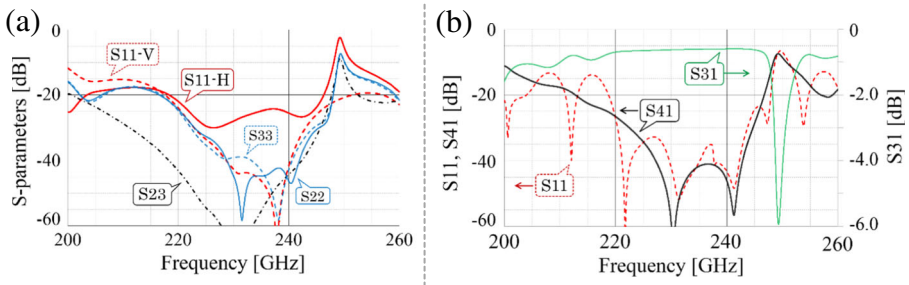 (a)
S-parameters [dB]
0
-20
-40
-60
S11-V
S11-H
S33
S22
S23
200
220
240
260
Frequency [GHz]
(b)
S11, S41 [dB]
0
-20
-40
-60
S31
S41
S11
0
-2.0
-4.0
-6.0
S31 [dB]
200
220
240
260
Frequency [GHz]